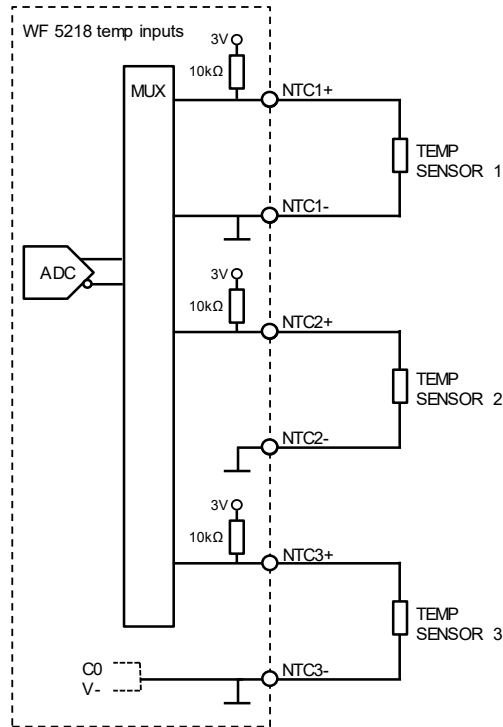 WF 5218 temp inputs
3V
10kΩ
MUX
NTC1+
TEMP
SENSOR 1
NTC1-
ADC
3V
10kΩ
NTC2+
TEMP
SENSOR 2
NTC2-
3V
10kΩ
NTC3+
TEMP
SENSOR 3
C0
V-
NTC3-